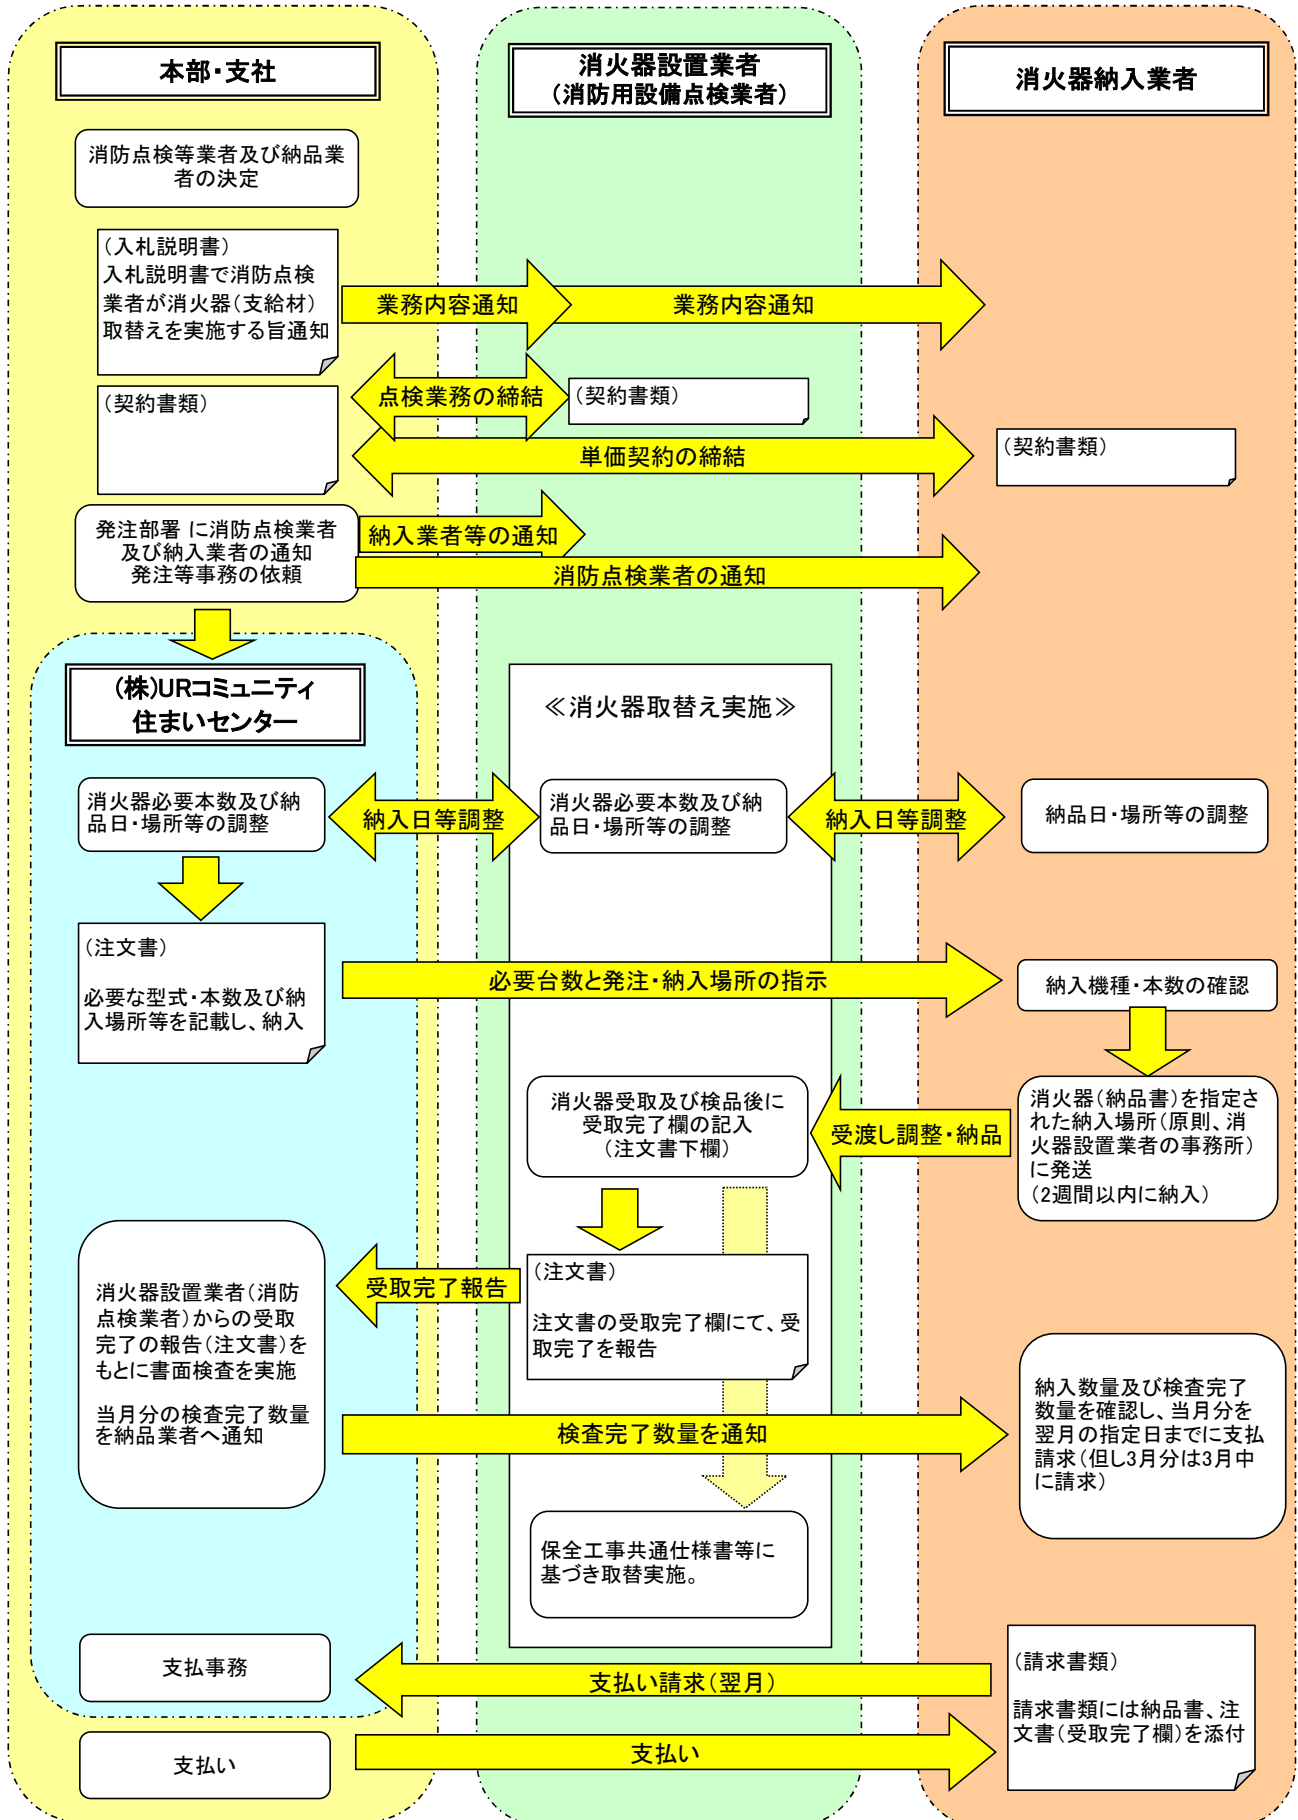 本部・支社
消火器設置業者
（消防用設備点検業者）
消火器納入業者
消防点検等業者及び納品業
者の決定
（入札説明書）
入札説明書で消防点検
業者が消火器（支給材）
取替えを実施する旨通知
業務内容通知
業務内容通知
（契約書類）
点検業務の締結
（契約書類）
単価契約の締結
（契約書類）
発注部署 に消防点検業者
及び納入業者の通知
発注等事務の依頼
納入業者等の通知
消防点検業者の通知
(株)URコミュニティ
住まいセンター
≪消火器取替え実施≫
消火器必要本数及び納
品日・場所等の調整
納入日等調整
消火器必要本数及び納
品日・場所等の調整
納入日等調整
納品日・場所等の調整
（注文書）
必要な型式・本数及び納
入場所等を記載し、納入
必要台数と発注・納入場所の指示
納入機種・本数の確認
消火器受取及び検品後に
受取完了欄の記入
（注文書下欄）
受渡し調整・納品
消火器（納品書）を指定さ
れた納入場所（原則、消
火器設置業者の事務所）
に発送
（2週間以内に納入）
消火器設置業者（消防
点検業者）からの受取
完了の報告（注文書）を
もとに書面検査を実施
当月分の検査完了数量
を納品業者へ通知
受取完了報告
（注文書）
注文書の受取完了欄にて、受
取完了を報告
検査完了数量を通知
納入数量及び検査完了
数量を確認し、当月分を
翌月の指定日までに支払
請求（但し3月分は3月中
に請求）
保全工事共通仕様書等に
基づき取替実施。
支払事務
支払い請求（翌月）
（請求書類）
請求書類には納品書、注
文書（受取完了欄）を添付
支払い
支払い